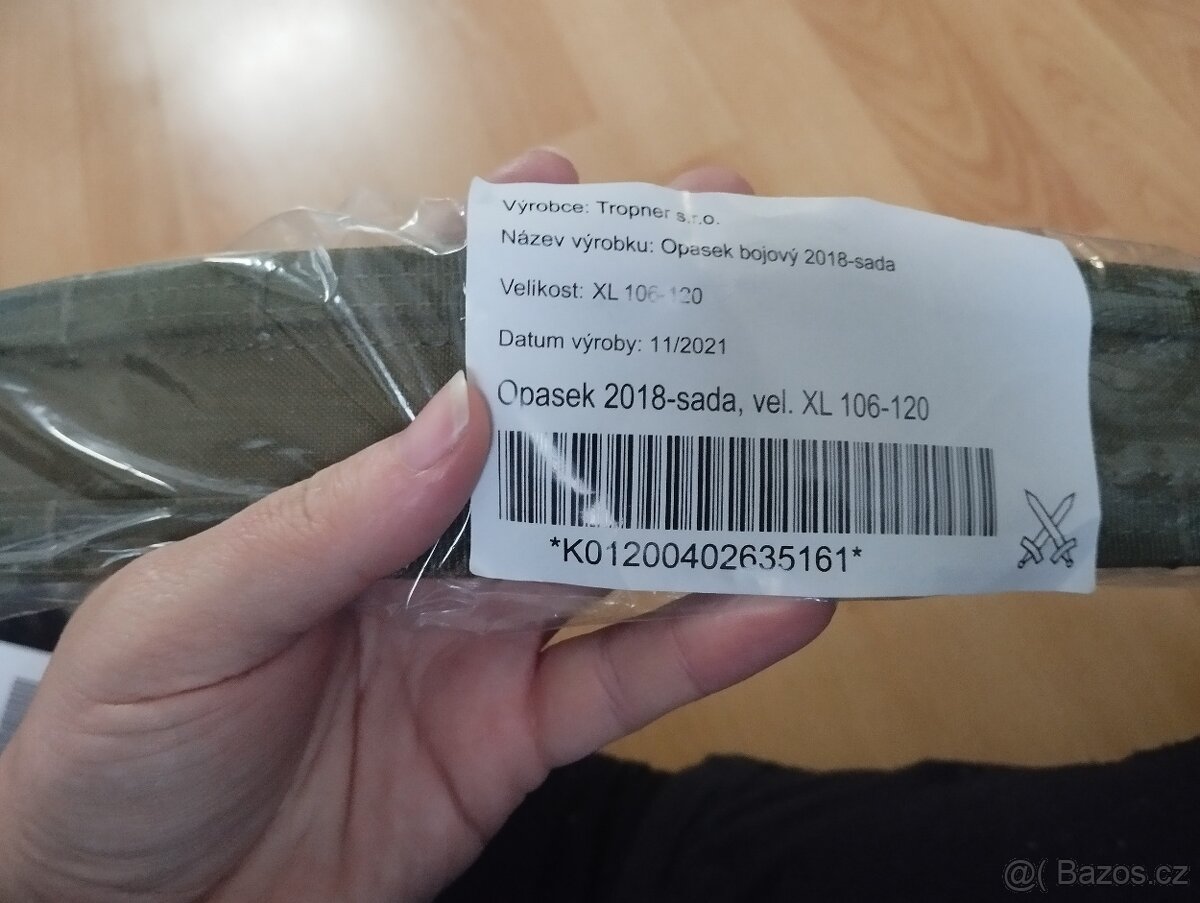 Výrobce: Tropner s.r.o.
Název výrobku: Opasek bojový 2018-sada
Velikost: XL 106-120
Datum výroby: 11/2021
Opasek 2018-sada, vel. XL 106-120
*K01200402635161*
@( Bazos.cz